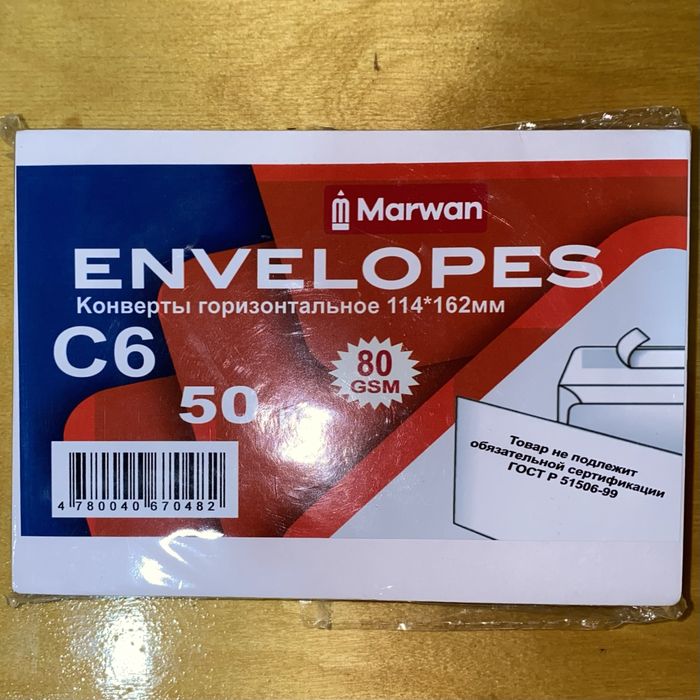 Marwan
ENVELOPES
Конверты горизонтальное 114*162мм
C6
80
GSM
50
Товар не подлежит
обязательной сертификации
ГОСТ Р 51506-99
4 780040 670482